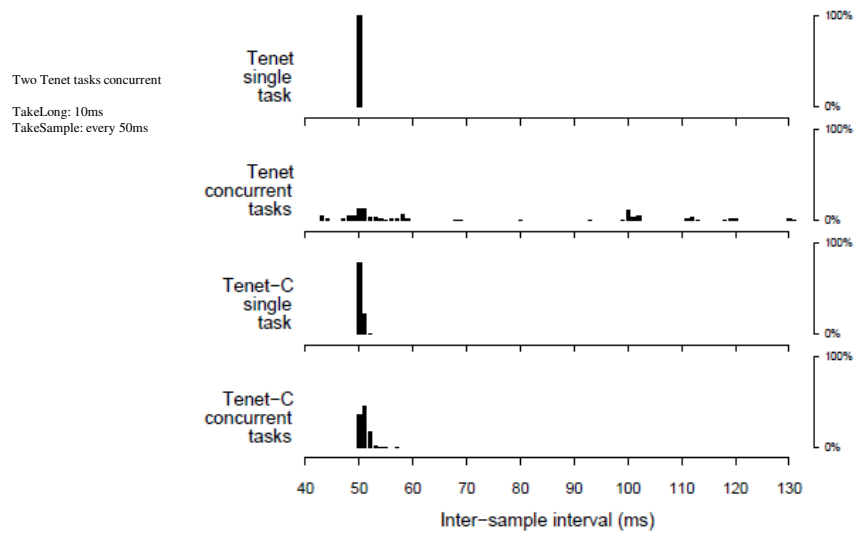 Two Tenet tasks concurrent
TakeLong: 10ms
TakeSample: every 50ms
Tenet
single
task
100%
0%
Tenet
concurrent
tasks
100%
0%
Tenet−C
single
task
100%
0%
Tenet−C
concurrent
tasks
100%
0%
40 50 60 70 80 90 100 110 120 130
Inter−sample interval (ms)